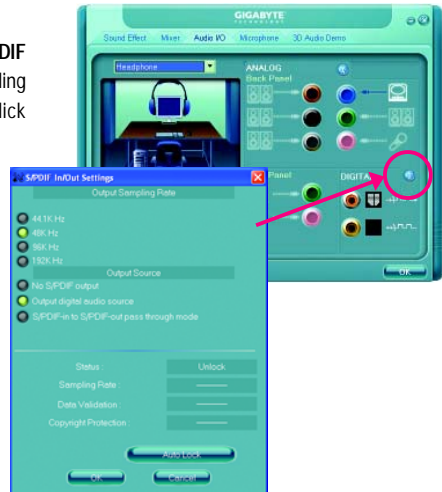 DIF
ling
lick
GIGABYTE
TECHNOLOGY
Sound Effect Mixer Audio I/O Microphone 3D Audio Demo
Headphone
ANALOG
Back Panel
Panel
DIGITAL
OK
S/PDIF In/Out Settings
Output Sampling Rate
44.1K Hz
48K Hz
96K Hz
192K Hz
Output Source
No S/PDIF output
Output digital audio source
S/PDIF-in to S/PDIF-out pass through mode
Status : Unlock
Sampling Rate :
Data Validation :
Copyright Protection :
Auto Lock
OK Cancel